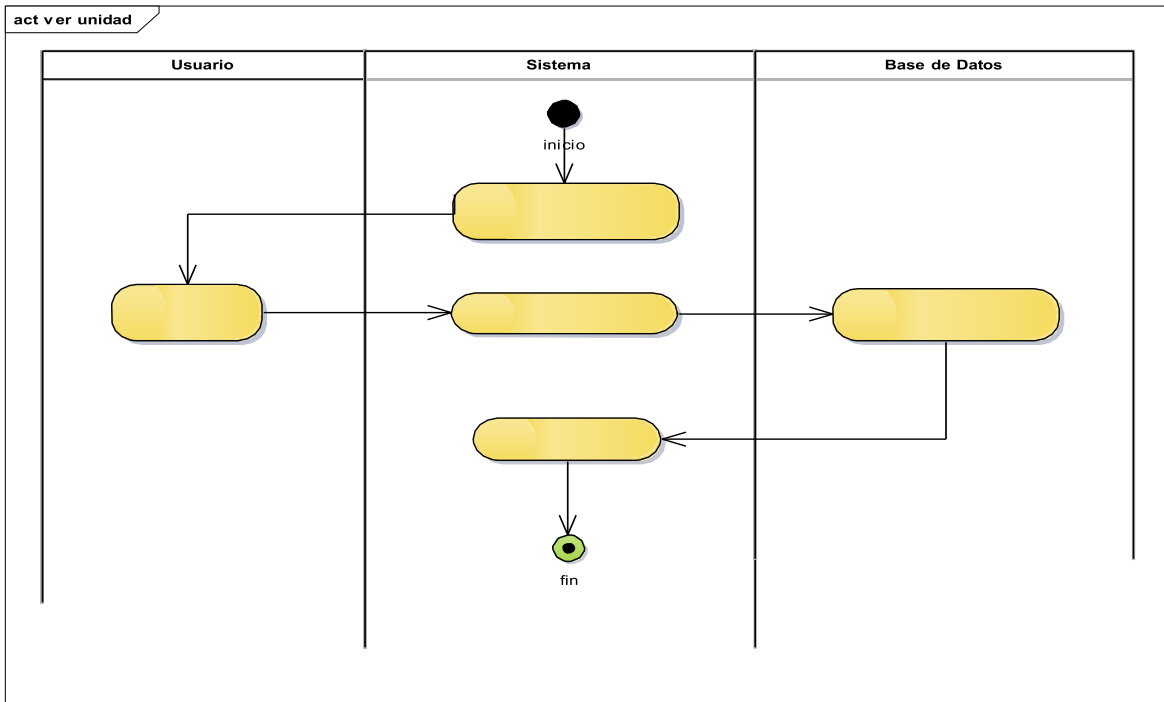 act ver unidad
Usuario
Sistema
Base de Datos
inicio
fin